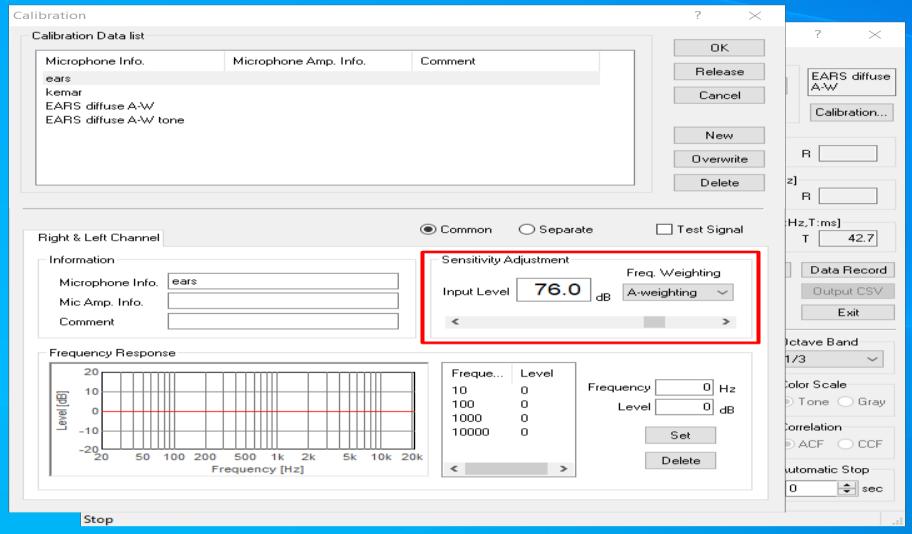 Calibration
? ×
Calibration Data list
Microphone Info. Microphone Amp. Info. Comment
ears
kemar
EARS diffuse A-W
EARS diffuse A-W tone
OK
Release
Cancel
New
Overwrite
Delete
Common Separate Test Signal
Right & Left Channel
Information
Microphone Info. ears
Mic Amp. Info.
Comment
Sensitivity Adjustment
Freq. Weighting
Input Level 76.0 dB A-weighting
Frequency Response
20
10
0
-10
-20
Level [dB]
20 50 100 200 500 1k 2k 5k 10k 20k
Frequency [Hz]
Freque... Level
10 0
100 0
1000 0
10000 0
Frequency 0 Hz
Level 0 dB
Set
Delete
? ×
EARS diffuse
A-W
Calibration...
R
z]
R
Hz,T:ms]
T 42.7
Data Record
Output CSV
Exit
Octave Band
1/3
Color Scale
Tone Gray
Correlation
ACF CCF
Automatic Stop
0 sec
Stop